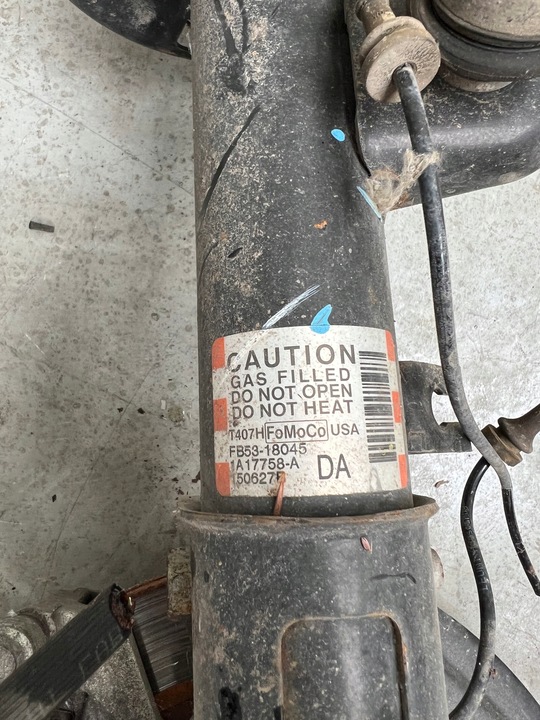 CAUTION
GAS FILLED
DO NOT OPEN
DO NOT HEAT
T407H FoMoCo USA
FB53-18045
1A17758-A
DA